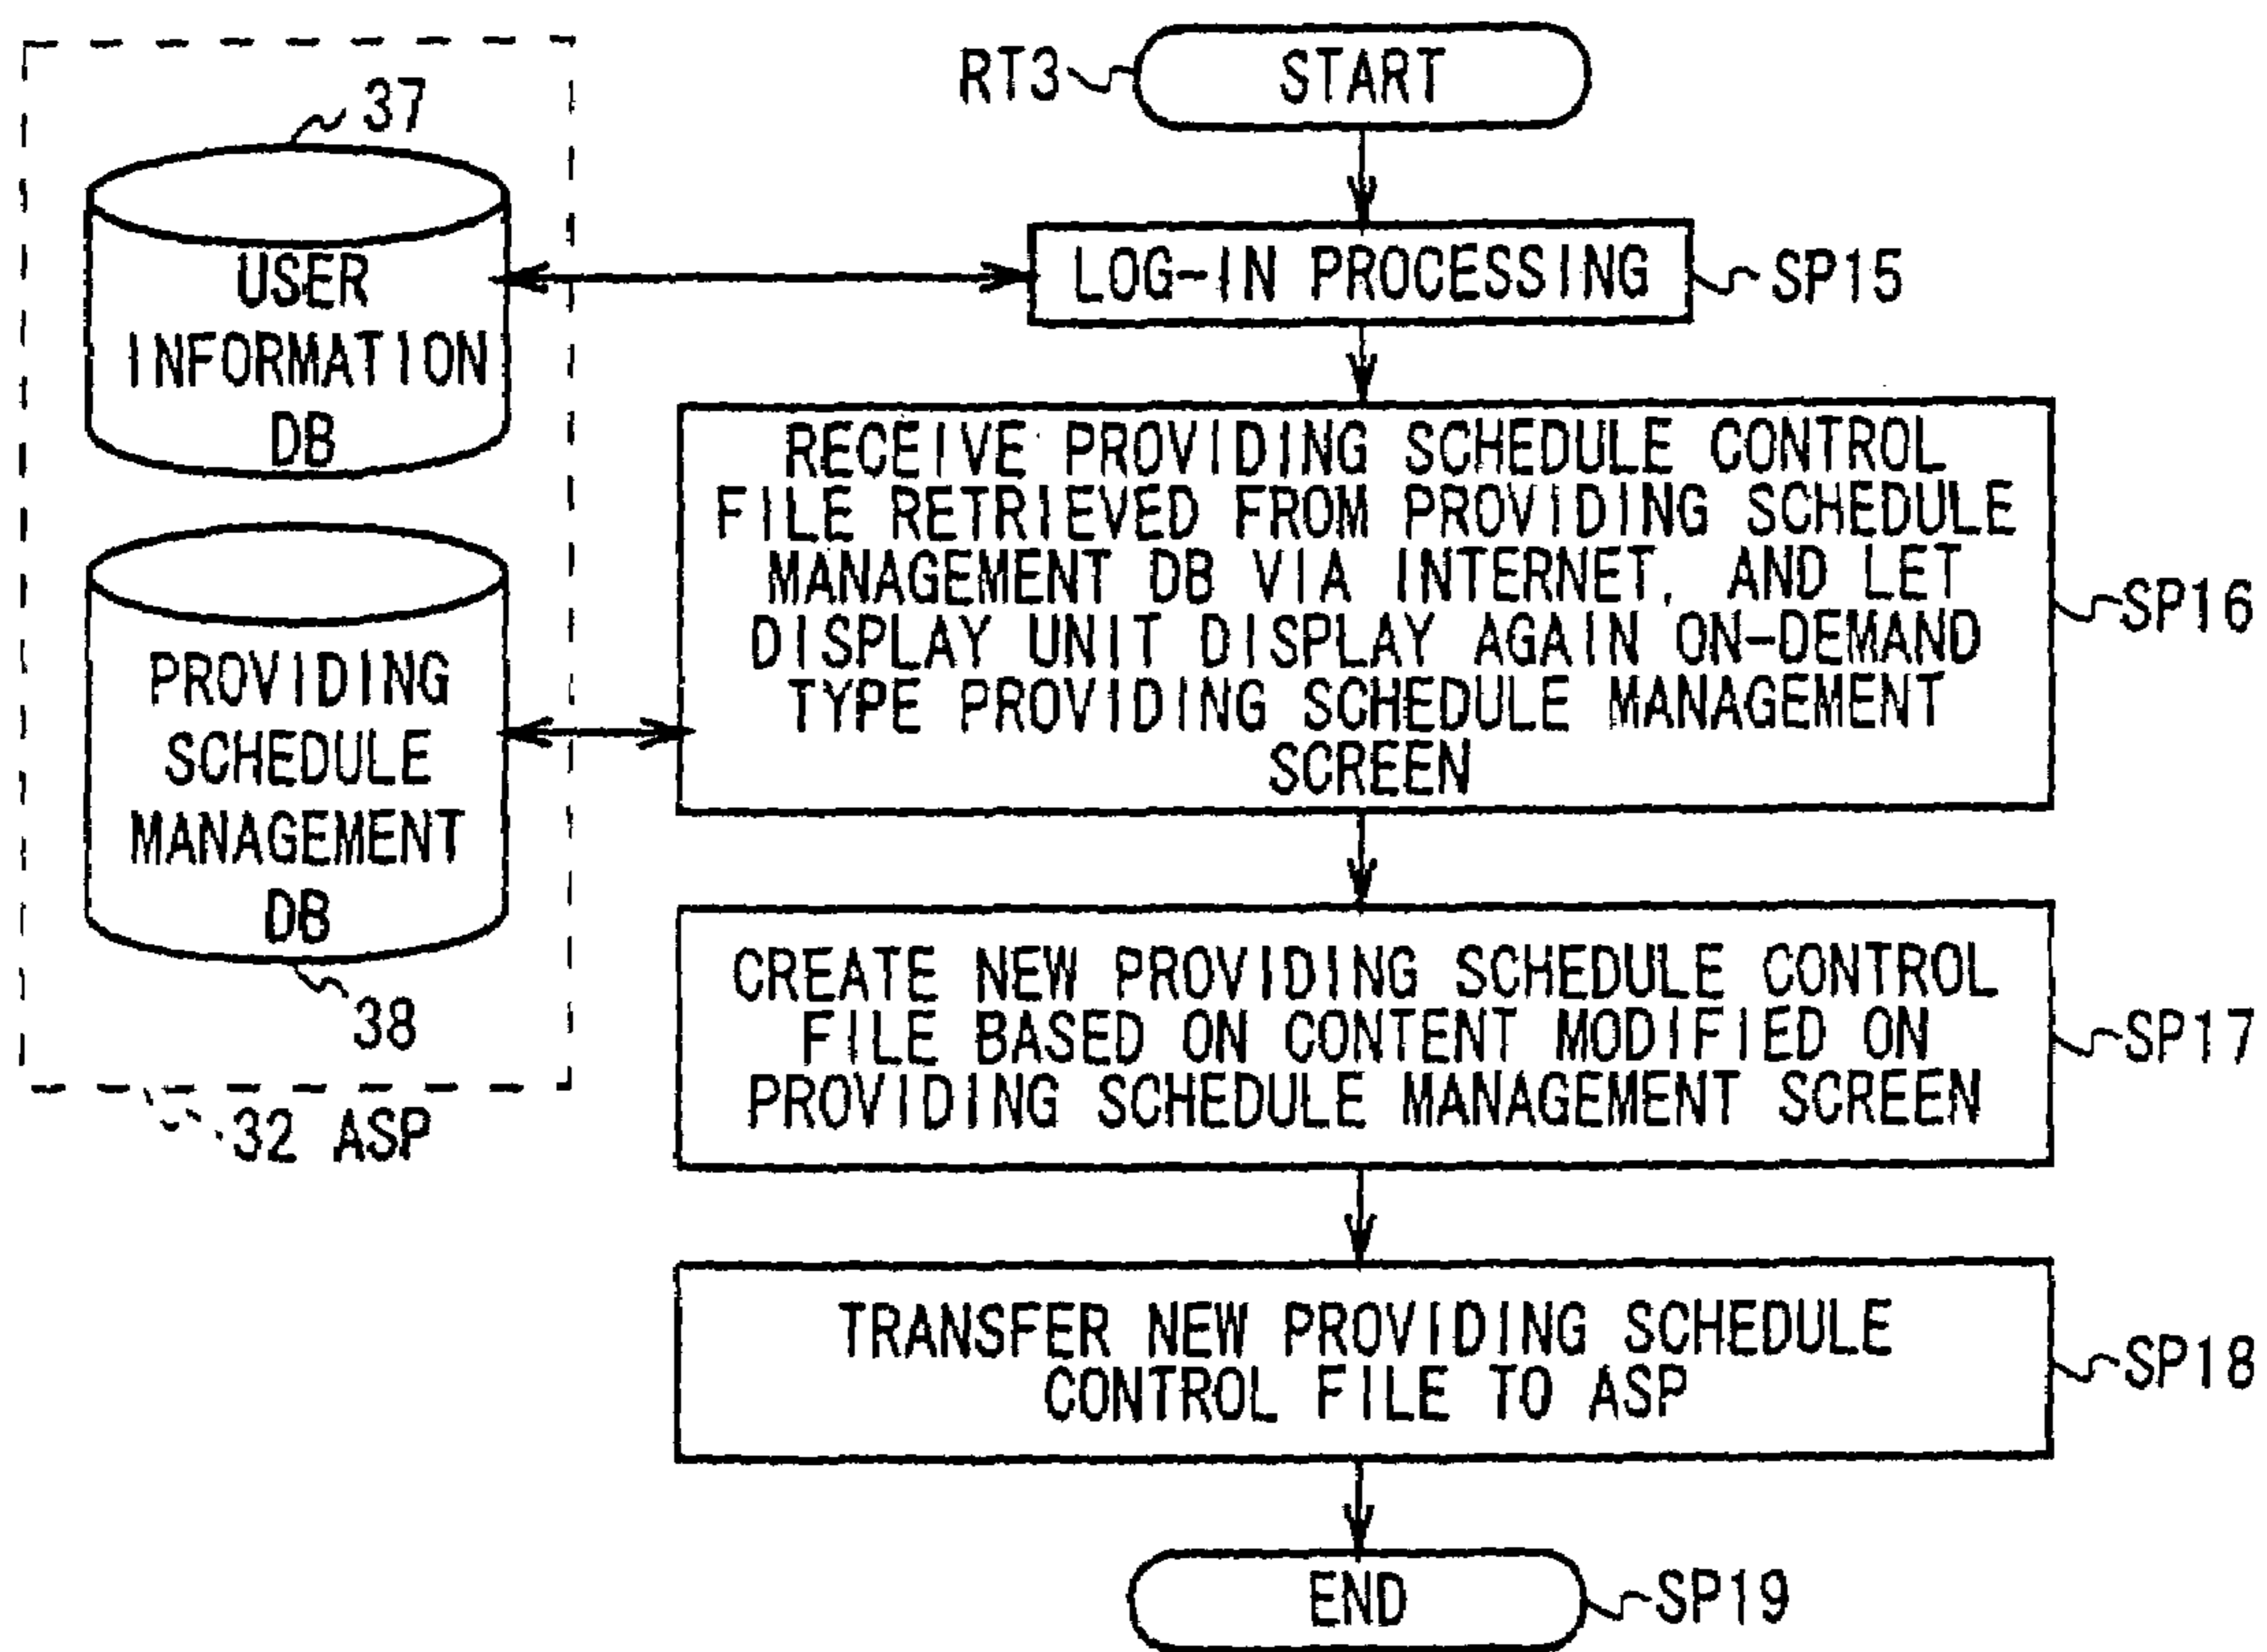 RT3
START
37
USER
INFORMATION
DB
LOG-IN PROCESSING
SP15
RECEIVE PROVIDING SCHEDULE CONTROL
FILE RETRIEVED FROM PROVIDING SCHEDULE
MANAGEMENT DB VIA INTERNET, AND LET
DISPLAY UNIT DISPLAY AGAIN ON-DEMAND
TYPE PROVIDING SCHEDULE MANAGEMENT
SCREEN
SP16
PROVIDING
SCHEDULE
MANAGEMENT
DB
38
32 ASP
CREATE NEW PROVIDING SCHEDULE CONTROL
FILE BASED ON CONTENT MODIFIED ON
PROVIDING SCHEDULE MANAGEMENT SCREEN
SP17
TRANSFER NEW PROVIDING SCHEDULE
CONTROL FILE TO ASP
SP18
END
SP19